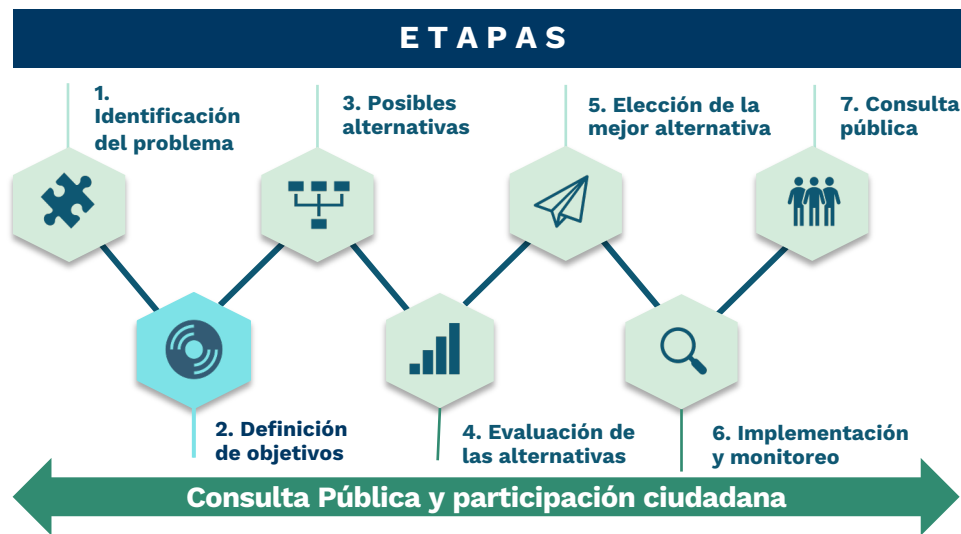 ETAPAS
1.
Identificación
del problema
3. Posibles
alternativas
5. Elección de la
mejor alternativa
7. Consulta
pública
2. Definición
de objetivos
4. Evaluación de
las alternativas
6. Implementación
y monitoreo
Consulta Pública y participación ciudadana